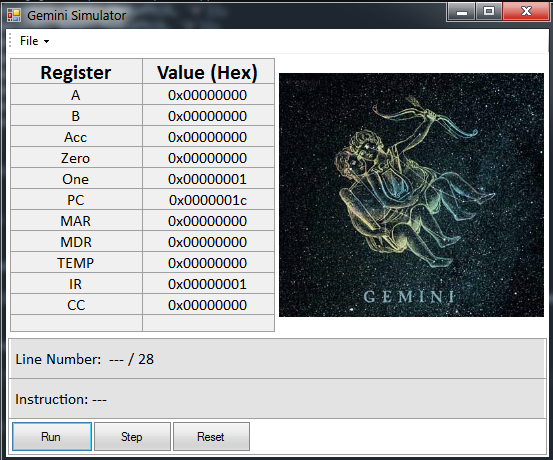 Gemini Simulator
File
Register Value (Hex)
A 0x00000000
B 0x00000000
Acc 0x00000000
Zero 0x00000000
One 0x00000001
PC 0x0000001c
MAR 0x00000000
MDR 0x00000000
TEMP 0x00000000
IR 0x00000001
CC 0x00000000
GEMINI
Line Number: --- / 28
Instruction: ---
Run Step Reset